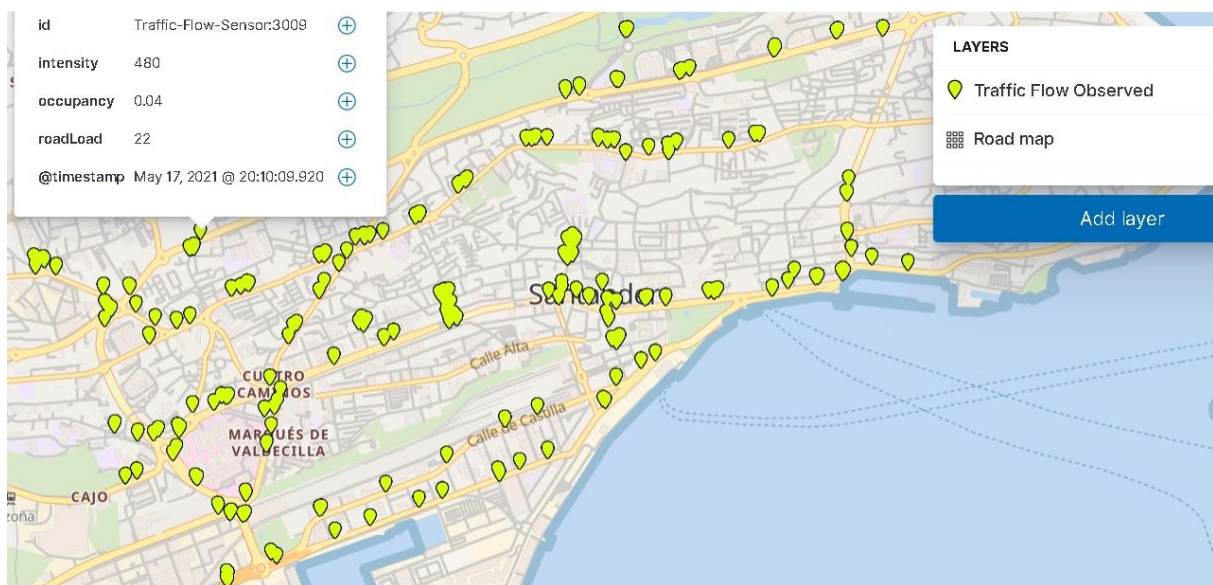 id Traffic-Flow-Sensor:3009
intensity 480
occupancy 0.04
roadLoad 22
@timestamp May 17, 2021 @ 20:10:09.920
LAYERS
Traffic Flow Observed
Road map
Add layer
Santander
Calle Alta
CUATRO
CAMINOS
Calle de Castilla
MARQUÉS DE
VALDECILLA
CAJO